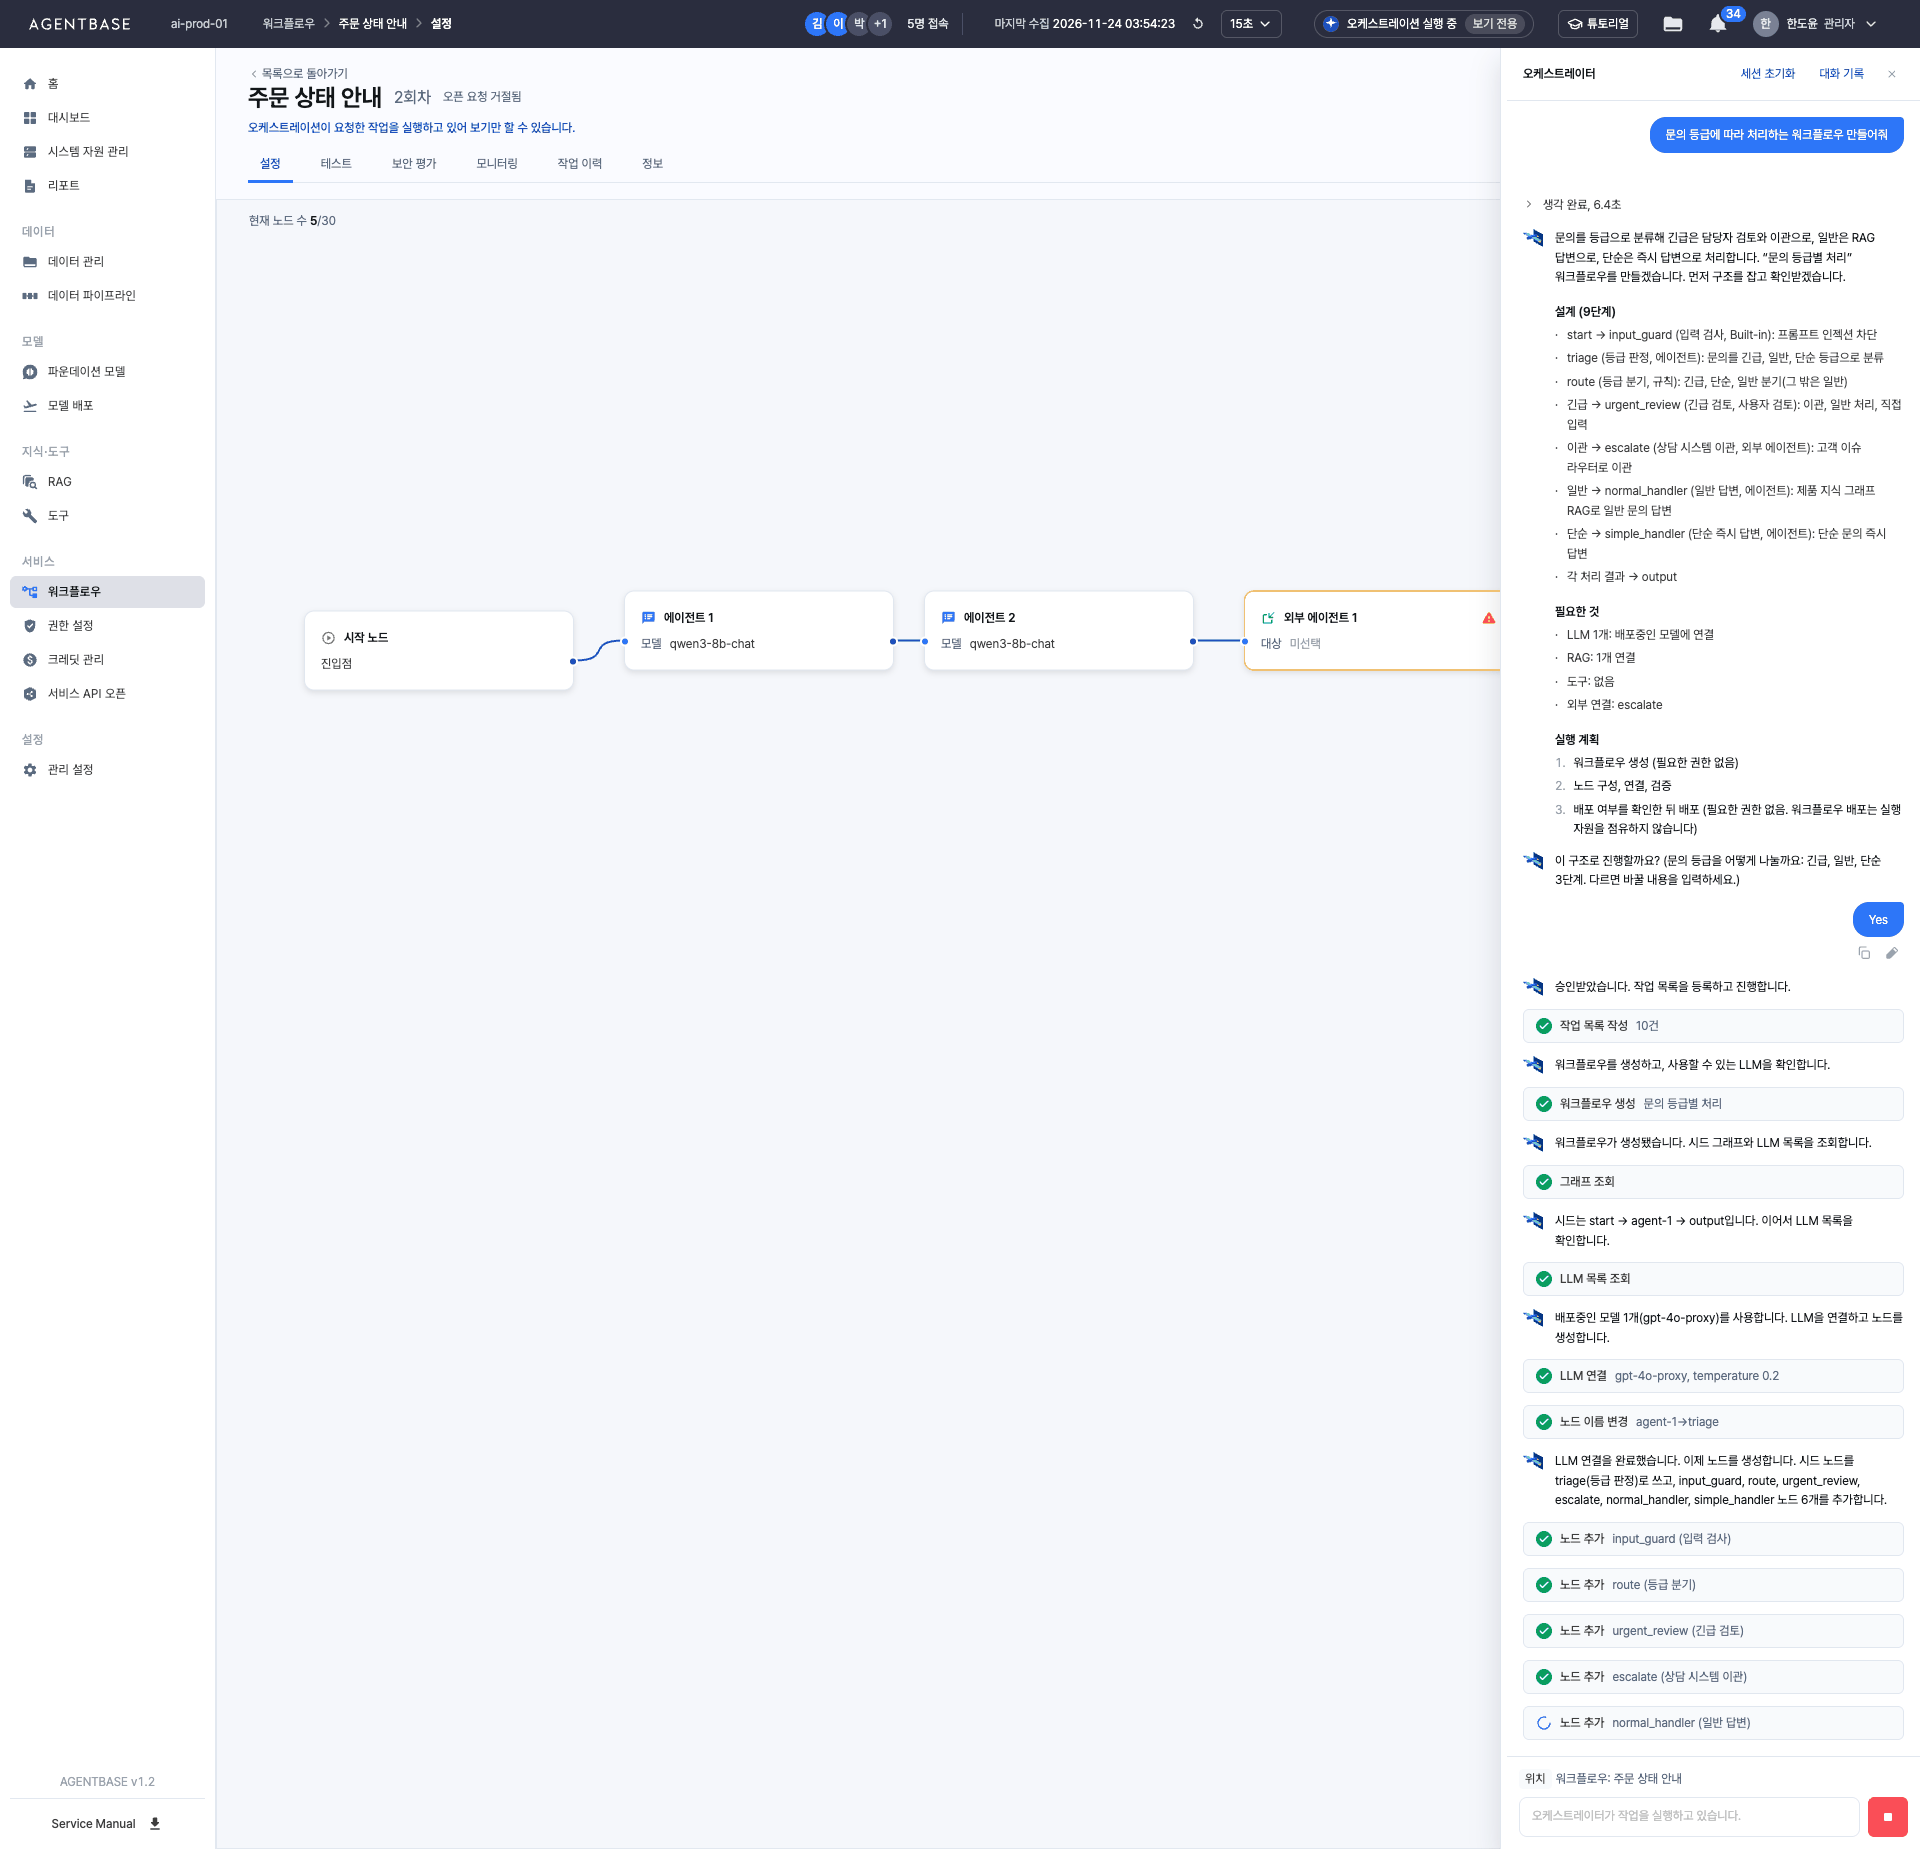 AGENTBASE
ai-prod-01
워크플로우 > 주문 상태 안내 > 설정
김 이 박 +1 5명 접속
마지막 수집 2026-11-24 03:54:23
15초
오케스트레이션 실행 중 보기 전용
튜토리얼
34
한 한도윤 관리자
홈
대시보드
시스템 자원 관리
리포트
데이터
데이터 관리
데이터 파이프라인
모델
파운데이션 모델
모델 배포
지식·도구
RAG
도구
서비스
워크플로우
권한 설정
크레딧 관리
서비스 API 오픈
설정
관리 설정
AGENTBASE v1.2
Service Manual
목록으로 돌아가기
주문 상태 안내 2회차 오픈 요청 거절됨
오케스트레이션이 요청한 작업을 실행하고 있어 보기만 할 수 있습니다.
설정 테스트 보안 평가 모니터링 작업 이력 정보
현재 노드 수 5/30
시작 노드
진입점
에이전트 1
모델 qwen3-8b-chat
에이전트 2
모델 qwen3-8b-chat
외부 에이전트 1
대상 미선택
오케스트레이터
세션 초기화 대화 기록
문의 등급에 따라 처리하는 워크플로우 만들어줘
생각 완료, 6.4초
문의를 등급으로 분류해 긴급은 담당자 검토와 이관으로, 일반은 RAG
답변으로, 단순은 즉시 답변으로 처리합니다. “문의 등급별 처리”
워크플로우를 만들겠습니다. 먼저 구조를 잡고 확인받겠습니다.
설계 (9단계)
· start → input_guard (입력 검사, Built-in): 프롬프트 인젝션 차단
· triage (등급 판정, 에이전트): 문의를 긴급, 일반, 단순 등급으로 분류
· route (등급 분기, 규칙): 긴급, 단순, 일반 분기(그 밖은 일반)
· 긴급 → urgent_review (긴급 검토, 사용자 검토): 이관, 일반 처리, 직접
입력
· 이관 → escalate (상담 시스템 이관, 외부 에이전트): 고객 이슈
라우터로 이관
· 일반 → normal_handler (일반 답변, 에이전트): 제품 지식 그래프
RAG로 일반 문의 답변
· 단순 → simple_handler (단순 즉시 답변, 에이전트): 단순 문의 즉시
답변
· 각 처리 결과 → output
필요한 것
· LLM 1개: 배포중인 모델에 연결
· RAG: 1개 연결
· 도구: 없음
· 외부 연결: escalate
실행 계획
1. 워크플로우 생성 (필요한 권한 없음)
2. 노드 구성, 연결, 검증
3. 배포 여부를 확인한 뒤 배포 (필요한 권한 없음. 워크플로우 배포는 실행
자원을 점유하지 않습니다)
이 구조로 진행할까요? (문의 등급을 어떻게 나눌까요: 긴급, 일반, 단순
3단계. 다르면 바꿀 내용을 입력하세요.)
Yes
승인받았습니다. 작업 목록을 등록하고 진행합니다.
작업 목록 작성 10건
워크플로우를 생성하고, 사용할 수 있는 LLM을 확인합니다.
워크플로우 생성 문의 등급별 처리
워크플로우가 생성됐습니다. 시드 그래프와 LLM 목록을 조회합니다.
그래프 조회
시드는 start → agent-1 → output입니다. 이어서 LLM 목록을
확인합니다.
LLM 목록 조회
배포중인 모델 1개(gpt-4o-proxy)를 사용합니다. LLM을 연결하고 노드를
생성합니다.
LLM 연결 gpt-4o-proxy, temperature 0.2
노드 이름 변경 agent-1→triage
LLM 연결을 완료했습니다. 이제 노드를 생성합니다. 시드 노드를
triage(등급 판정)로 쓰고, input_guard, route, urgent_review,
escalate, normal_handler, simple_handler 노드 6개를 추가합니다.
노드 추가 input_guard (입력 검사)
노드 추가 route (등급 분기)
노드 추가 urgent_review (긴급 검토)
노드 추가 escalate (상담 시스템 이관)
노드 추가 normal_handler (일반 답변)
위치 워크플로우: 주문 상태 안내
오케스트레이터가 작업을 실행하고 있습니다.